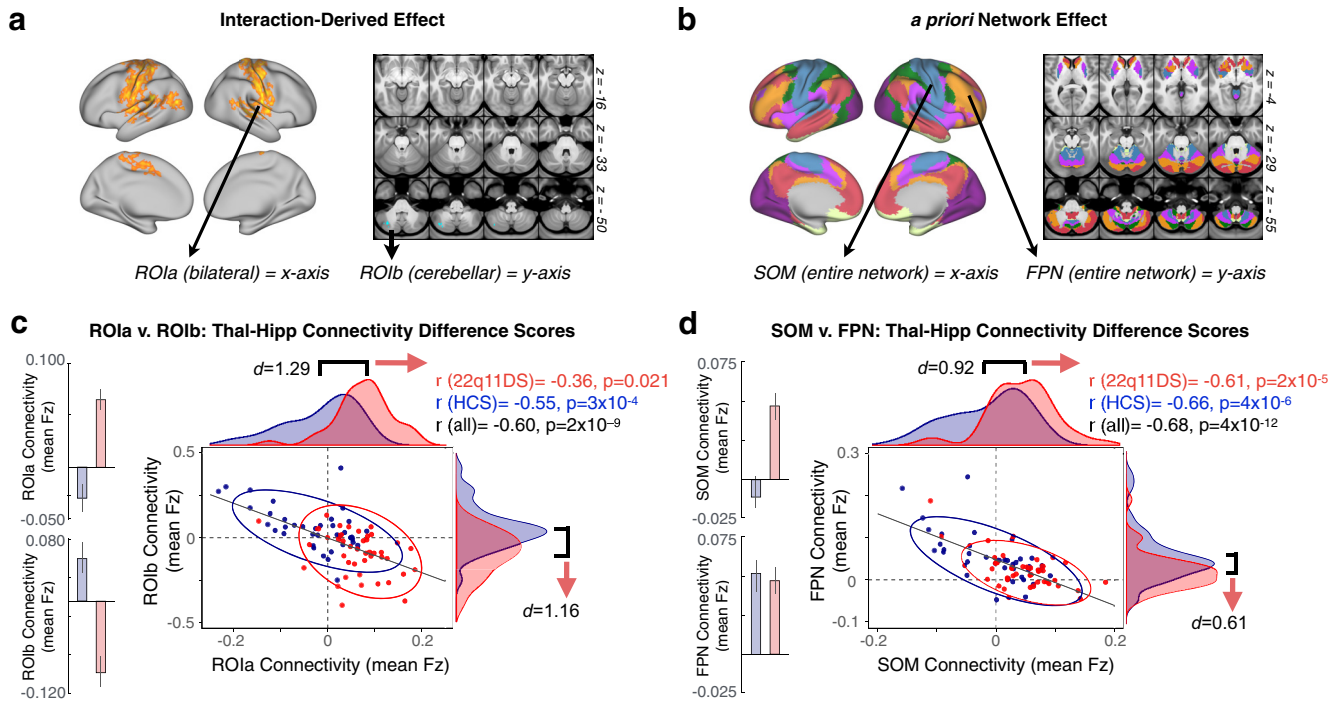 a
Interaction-Derived Effect
z = -16
z = -33
z = -50
ROIa (bilateral) = x-axis
ROIb (cerebellar) = y-axis
b
a priori Network Effect
z = -4
z = -29
z = -55
SOM (entire network) = x-axis
FPN (entire network) = y-axis
c
ROIa v. ROIb: Thal-Hipp Connectivity Difference Scores
0.100
ROIa Connectivity
(mean Fz)
-0.050
0.080
ROIb Connectivity
(mean Fz)
-0.120
d=1.29
r (22q11DS)= -0.36, p=0.021
r (HCS)= -0.55, p=3x10⁻⁴
r (all)= -0.60, p=2x10⁻⁹
ROIb Connectivity
(mean Fz)
0.5
0
-0.5
-0.2
0
0.2
ROIa Connectivity (mean Fz)
d=1.16
d
SOM v. FPN: Thal-Hipp Connectivity Difference Scores
0.075
SOM Connectivity
(mean Fz)
-0.025
0.075
FPN Connectivity
(mean Fz)
-0.025
d=0.92
r (22q11DS)= -0.61, p=2x10⁻⁵
r (HCS)= -0.66, p=4x10⁻⁶
r (all)= -0.68, p=4x10⁻¹²
FPN Connectivity
(mean Fz)
0.3
0
-0.1
-0.2
0
0.2
SOM Connectivity (mean Fz)
d=0.61